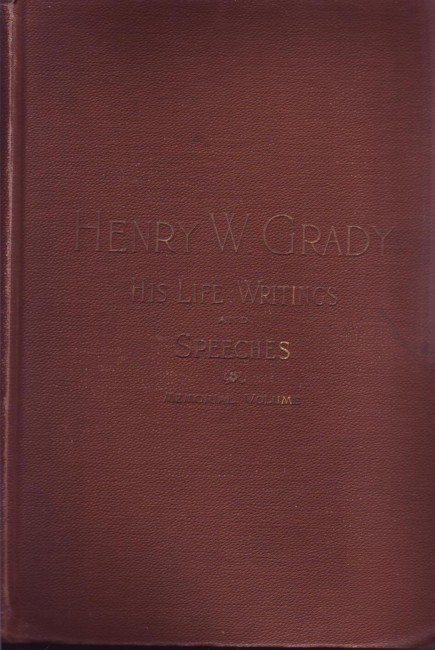 HENRY W. GRADY
HIS LIFE, WRITINGS
AND
SPEECHES
MEMORIAL VOLUME